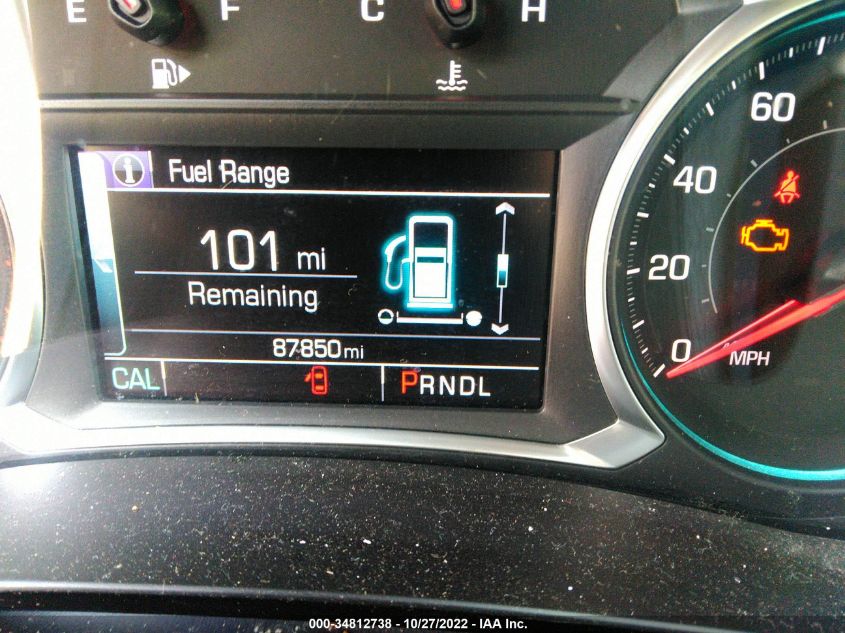 E F C H
Fuel Range
101 mi
Remaining
87850 mi
CAL PRNDL
60
40
20
0
MPH
000-34812738 - 10/27/2022 - IAA Inc.